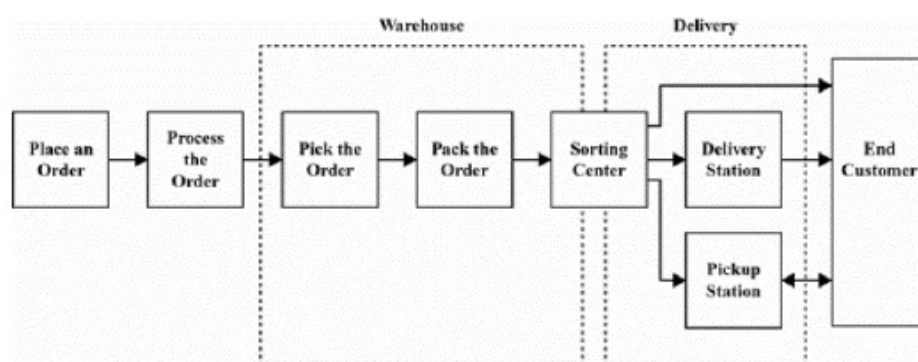 Warehouse
Delivery
Place an
Order
Process
the
Order
Pick the
Order
Pack the
Order
Sorting
Center
Delivery
Station
End
Customer
Pickup
Station